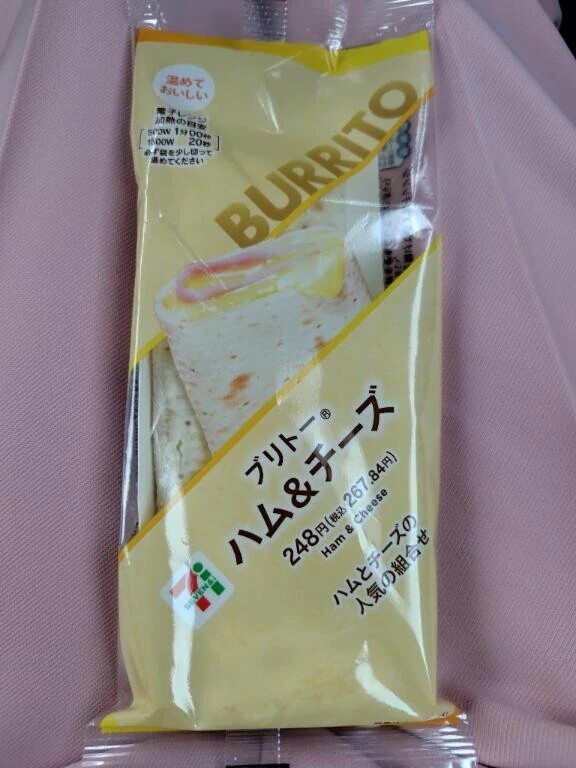 温めて
おいしい
電子レンジ
加熱の目安
500W 1分00秒
1500W 20秒
必ず袋を少し切って
温めてください
BURRITO
ブリトー®
ハム&チーズ
248円(税込 267.84円)
Ham & Cheese
ハムとチーズの
人気の組合せ
7i
SEVEN&i